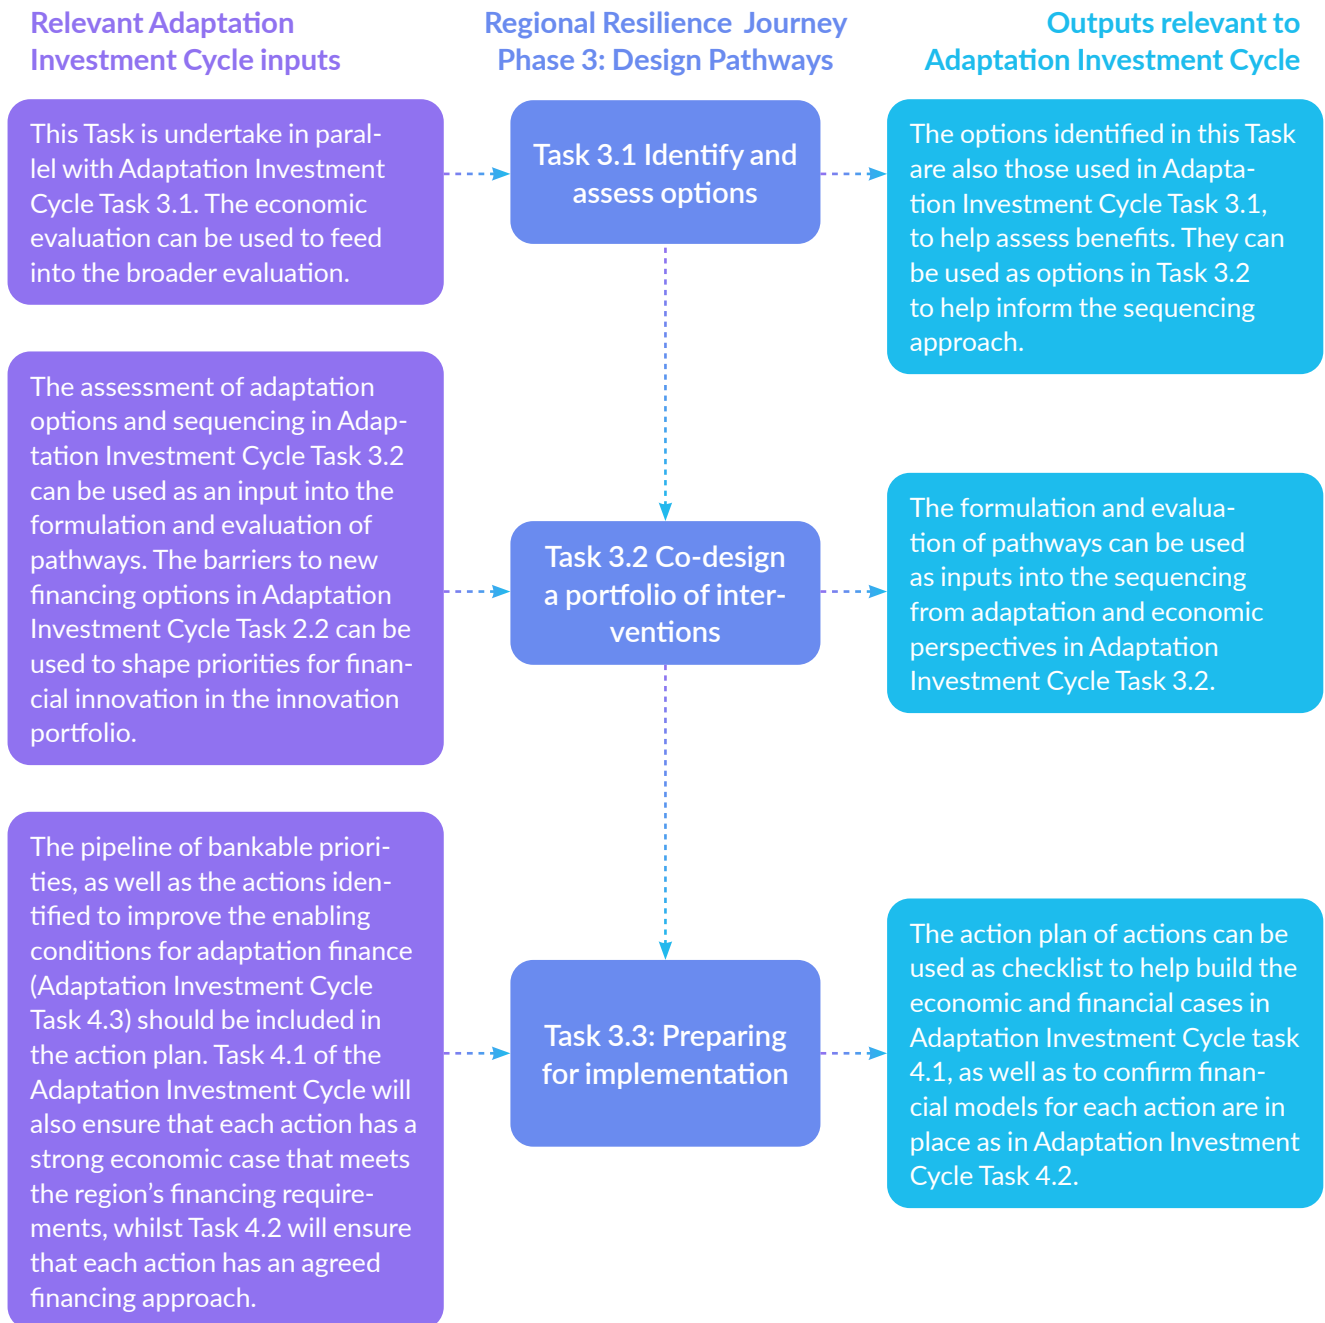 Relevant Adaptation
Investment Cycle inputs
Regional Resilience Journey
Phase 3: Design Pathways
Outputs relevant to
Adaptation Investment Cycle
This Task is undertake in paral-
lel with Adaptation Investment
Cycle Task 3.1. The economic
evaluation can be used to feed
into the broader evaluation.
Task 3.1 Identify and
assess options
The options identified in this Task
are also those used in Adapta-
tion Investment Cycle Task 3.1,
to help assess benefits. They can
be used as options in Task 3.2
to help inform the sequencing
approach.
The assessment of adaptation
options and sequencing in Adap-
tation Investment Cycle Task 3.2
can be used as an input into the
formulation and evaluation of
pathways. The barriers to new
financing options in Adaptation
Investment Cycle Task 2.2 can be
used to shape priorities for finan-
cial innovation in the innovation
portfolio.
Task 3.2 Co-design
a portfolio of inter-
ventions
The formulation and evalua-
tion of pathways can be used
as inputs into the sequencing
from adaptation and economic
perspectives in Adaptation
Investment Cycle Task 3.2.
The pipeline of bankable priori-
ties, as well as the actions iden-
tified to improve the enabling
conditions for adaptation finance
(Adaptation Investment Cycle
Task 4.3) should be included in
the action plan. Task 4.1 of the
Adaptation Investment Cycle will
also ensure that each action has a
strong economic case that meets
the region's financing require-
ments, whilst Task 4.2 will ensure
that each action has an agreed
financing approach.
Task 3.3: Preparing
for implementation
The action plan of actions can be
used as checklist to help build the
economic and financial cases in
Adaptation Investment Cycle task
4.1, as well as to confirm finan-
cial models for each action are in
place as in Adaptation Investment
Cycle Task 4.2.